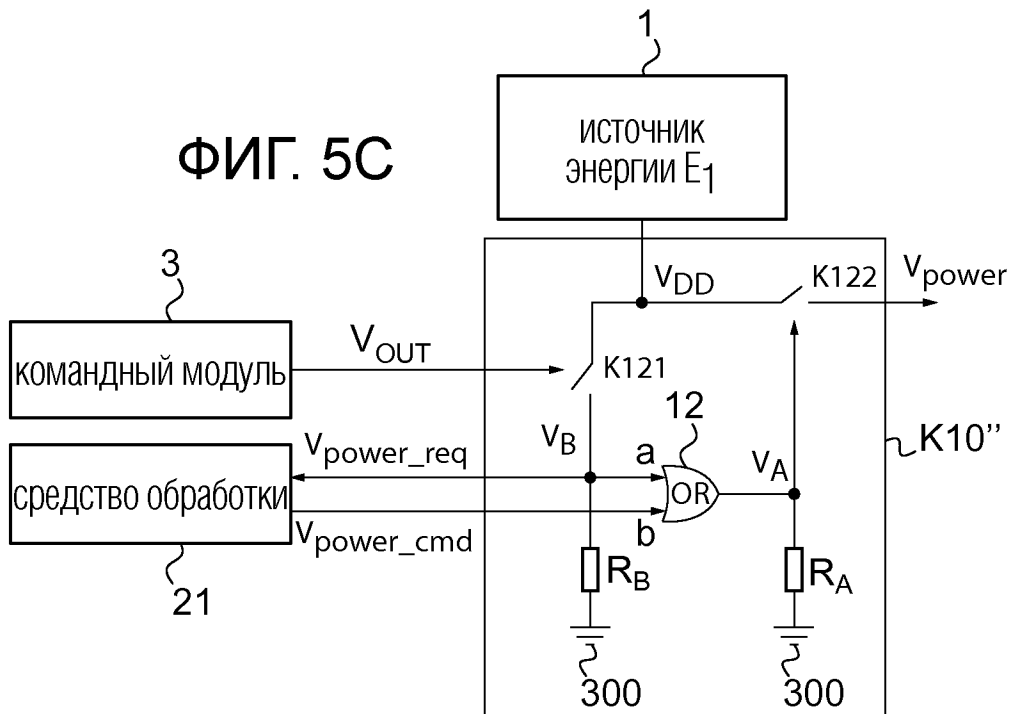 1
источник
энергии E1
ФИГ. 5C
3
командный модуль
VOUT
VDD
K122
Vpower
K121
12
VB
Vpower_req
a
OR
VA
K10''
средство обработки
Vpower_cmd
b
21
RB
RA
300
300